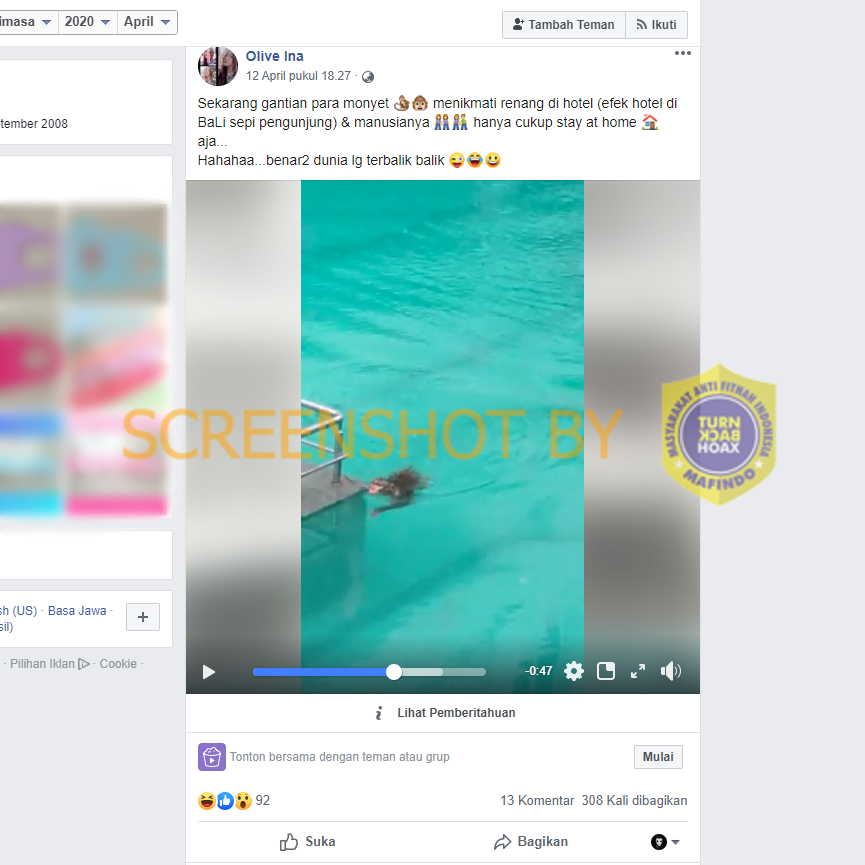 imasa
2020
April
Tambah Teman
Ikuti
Olive Ina
12 April pukul 18.27 ·
tember 2008
Sekarang gantian para monyet 🐒🐵 menikmati renang di hotel (efek hotel di
BaLi sepi pengunjung) & manusianya 👭👫 hanya cukup stay at home 🏠
aja...
Hahahaa...benar2 dunia lg terbalik balik 😜😂😀
SCREENSHOT BY
MASYARAKAT ANTI FITNAH INDONESIA
TURN
BACK
HOAX
MAFINDO
sh (US) · Basa Jawa ·
sil)
· Pilihan Iklan · Cookie ·
-0:47
Lihat Pemberitahuan
Tonton bersama dengan teman atau grup
Mulai
92
13 Komentar
308 Kali dibagikan
Suka
Bagikan